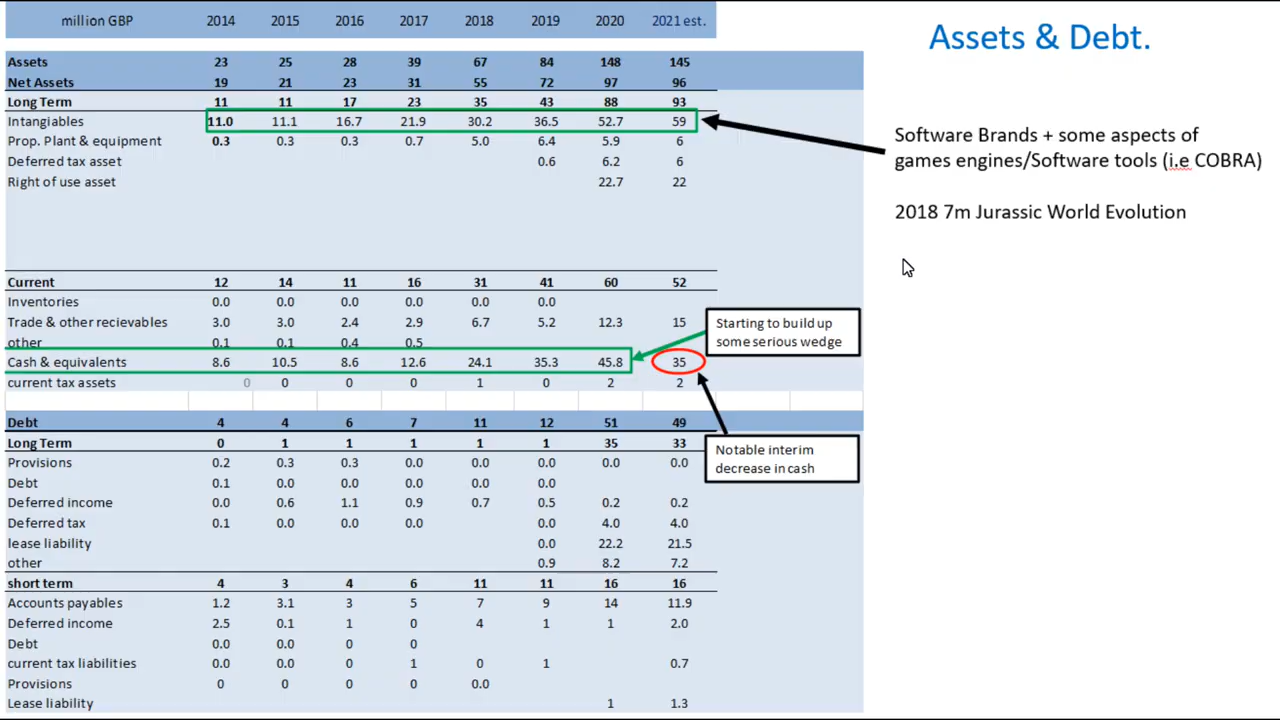 million GBP 2014 2015 2016 2017 2018 2019 2020 2021 est.
Assets & Debt.
Assets 23 25 28 39 67 84 148 145
Net Assets 19 21 23 31 55 72 97 96
Long Term 11 11 17 23 35 43 88 93
Intangiables 11.0 11.1 16.7 21.9 30.2 36.5 52.7 59
Prop. Plant & equipment 0.3 0.3 0.3 0.7 5.0 6.4 5.9 6
Deferred tax asset 0.6 6.2 6
Right of use asset 22.7 22
Software Brands + some aspects of
games engines/Software tools (i.e COBRA)
2018 7m Jurassic World Evolution
Current 12 14 11 16 31 41 60 52
Inventories 0.0 0.0 0.0 0.0 0.0 0.0
Trade & other recievables 3.0 3.0 2.4 2.9 6.7 5.2 12.3 15
other 0.1 0.1 0.4 0.5
Cash & equivalents 8.6 10.5 8.6 12.6 24.1 35.3 45.8 35
current tax assets 0 0 0 0 1 0 2 2
Starting to build up
some serious wedge
Debt 4 4 6 7 11 12 51 49
Long Term 0 1 1 1 1 1 35 33
Provisions 0.2 0.3 0.3 0.0 0.0 0.0 0.0 0.0
Debt 0.1 0.0 0.0 0.0 0.0 0.0
Deferred income 0.0 0.6 1.1 0.9 0.7 0.5 0.2 0.2
Deferred tax 0.1 0.0 0.0 0.0 0.0 4.0 4.0
lease liability 0.0 22.2 21.5
other 0.9 8.2 7.2
Notable interim
decrease in cash
short term 4 3 4 6 11 11 16 16
Accounts payables 1.2 3.1 3 5 7 9 14 11.9
Deferred income 2.5 0.1 1 0 4 1 1 2.0
Debt 0.0 0.0 0 0
current tax liabilities 0.0 0.0 0 1 0 1 0.7
Provisions 0 0 0 0 0.0
Lease liability 1 1.3